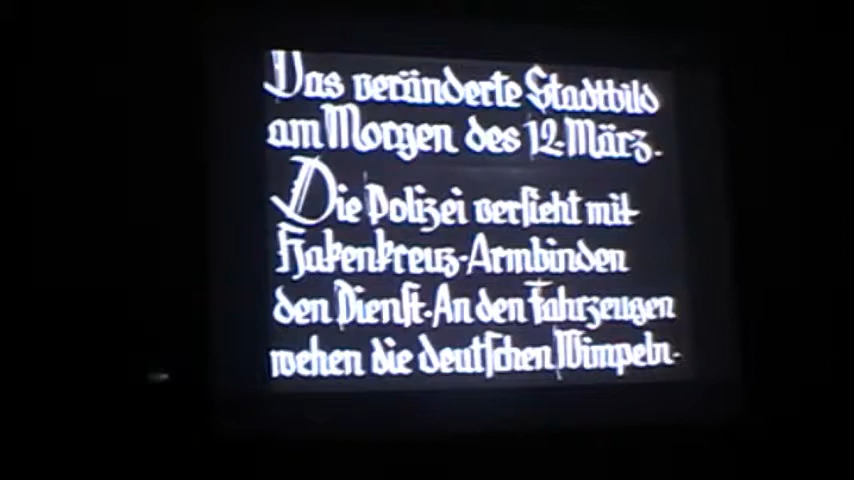 Das veränderte Stadtbild
am Morgen des 12. März.
Die Polizei versieht mit
Hakenkreuz-Armbinden
den Dienst. An den Fahrzeugen
wehen die deutschen Wimpeln.